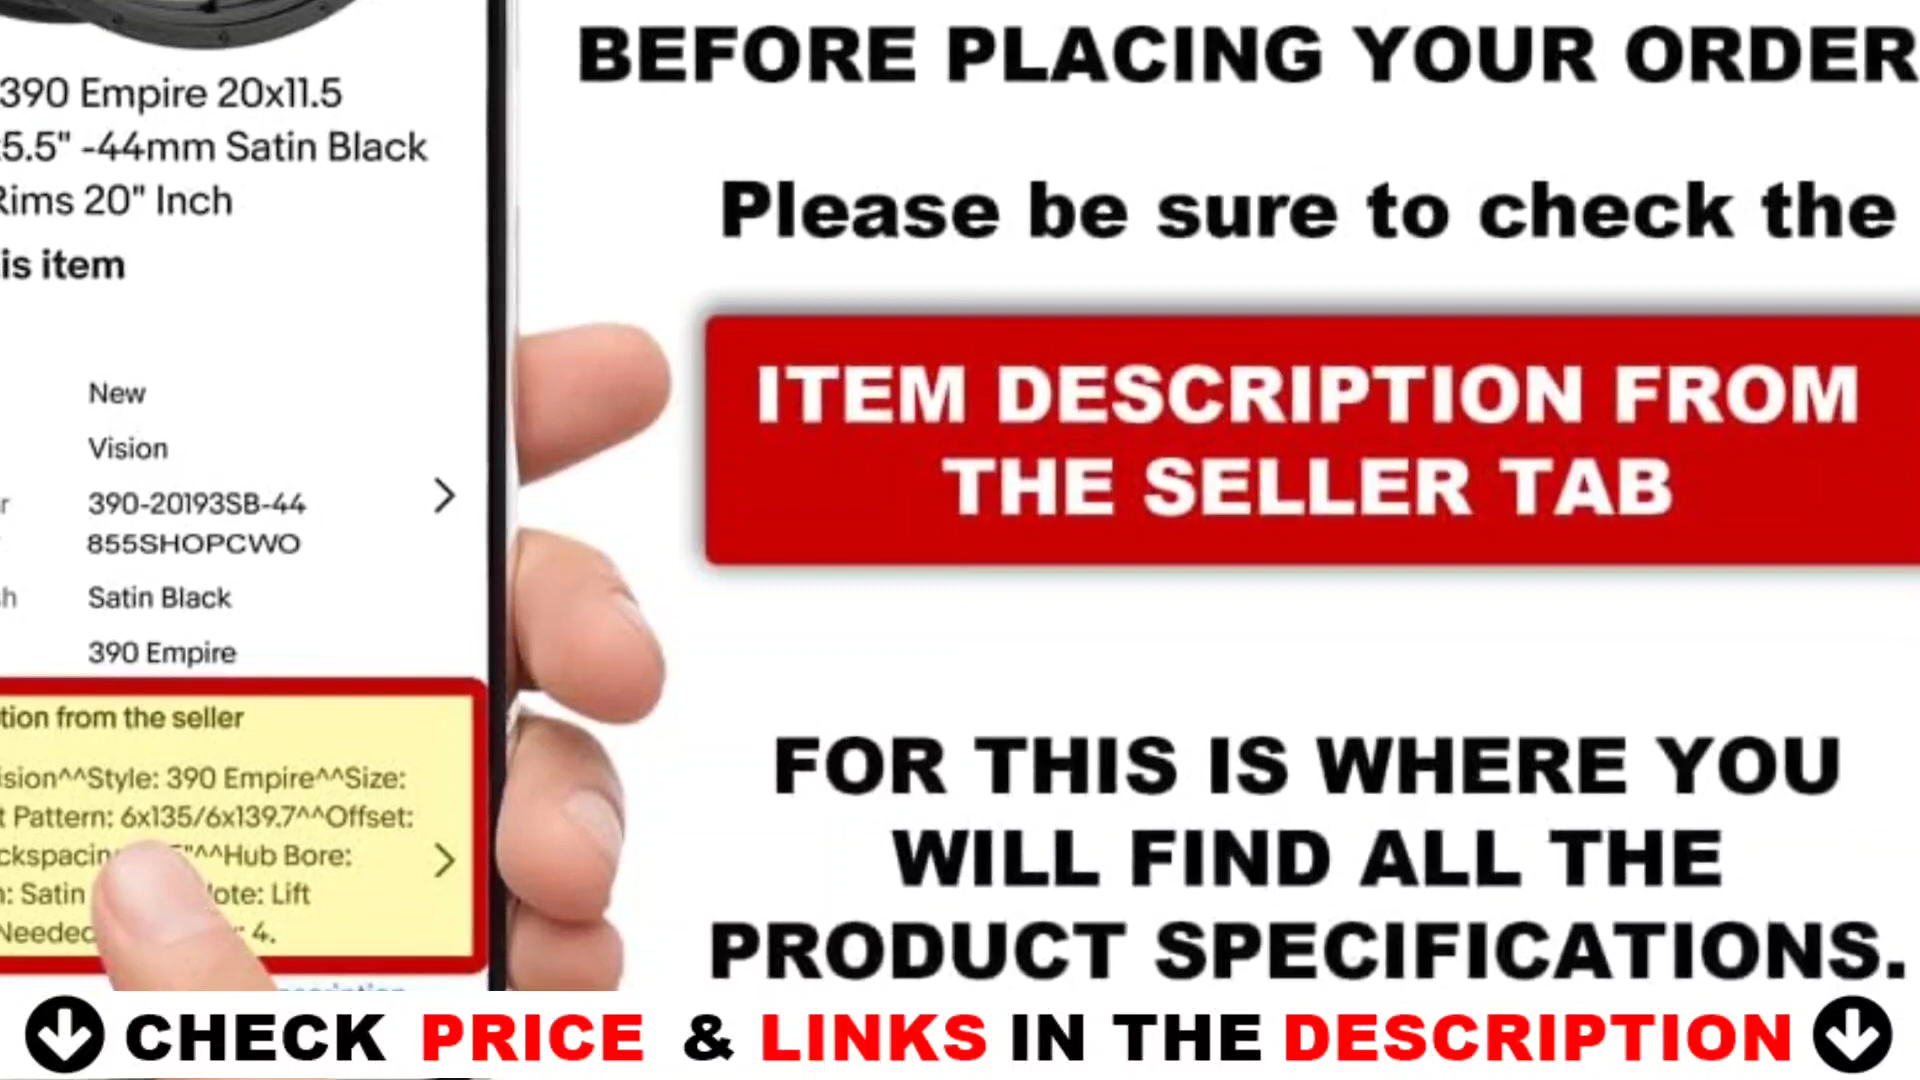 390 Empire 20x11.5
5.5" -44mm Satin Black
Rims 20" Inch
is item
New
Vision
390-20193SB-44
855SHOPCWO
Satin Black
390 Empire
tion from the seller
ision^^Style: 390 Empire^^Size:
t Pattern: 6x135/6x139.7^^Offset:
ckspacin "^^Hub Bore:
n: Satin ote: Lift
Needed : 4.
BEFORE PLACING YOUR ORDER
Please be sure to check the
ITEM DESCRIPTION FROM
THE SELLER TAB
FOR THIS IS WHERE YOU
WILL FIND ALL THE
PRODUCT SPECIFICATIONS.
CHECK PRICE & LINKS IN THE DESCRIPTION